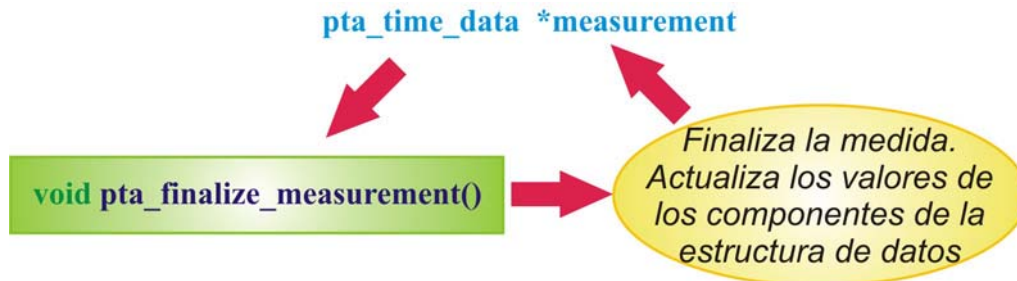 pta_time_data *measurement
void pta_finalize_measurement()
Finaliza la medida.
Actualiza los valores de
los componentes de la
estructura de datos